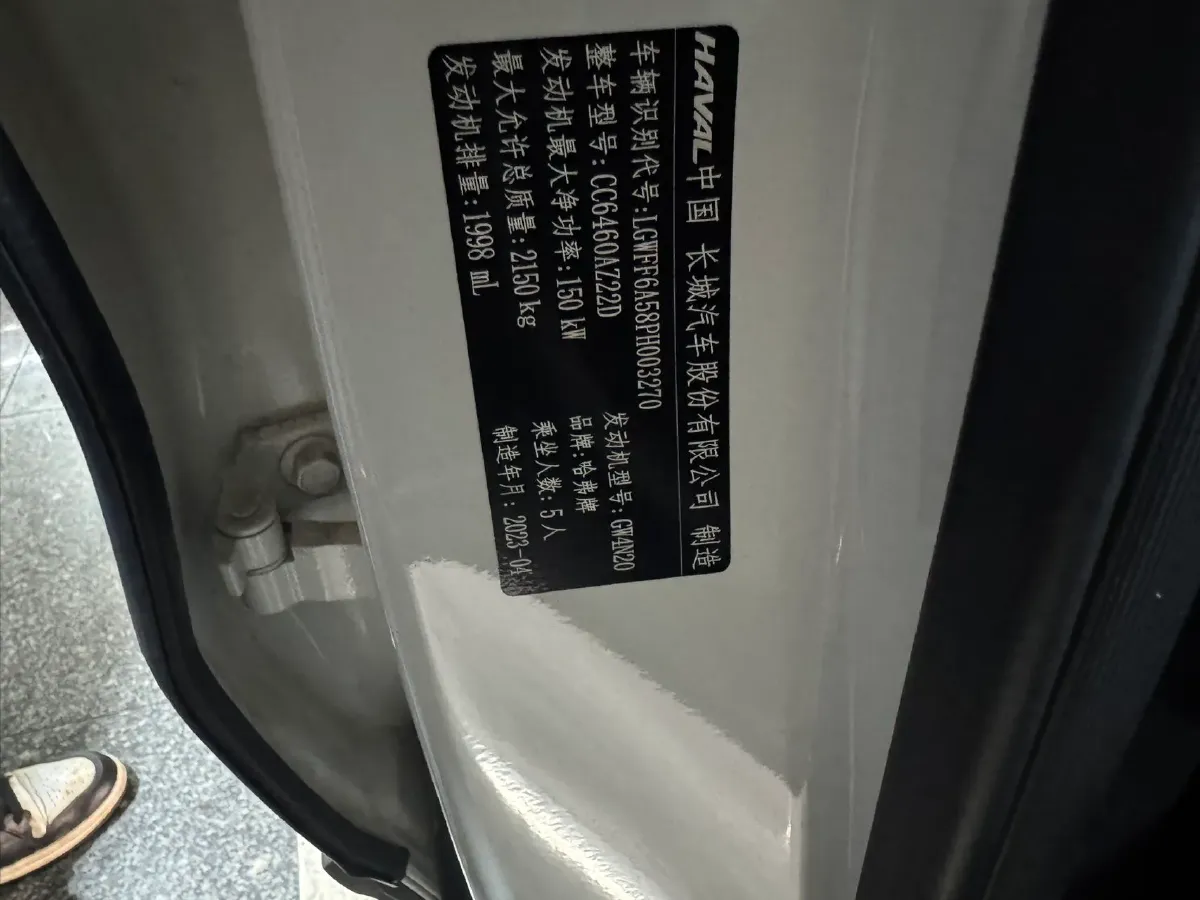 HAVAL 中国 长城汽车股份有限公司 制造
车辆识别代号:LGWFF6A58PH003270
整车型号:CC6460AZ22D 发动机型号:GW4N20
发动机最大净功率:150 kW 品牌:哈弗牌
最大允许总质量:2150 kg 乘坐人数:5人
发动机排量:1998 mL 制造年月:2023-04